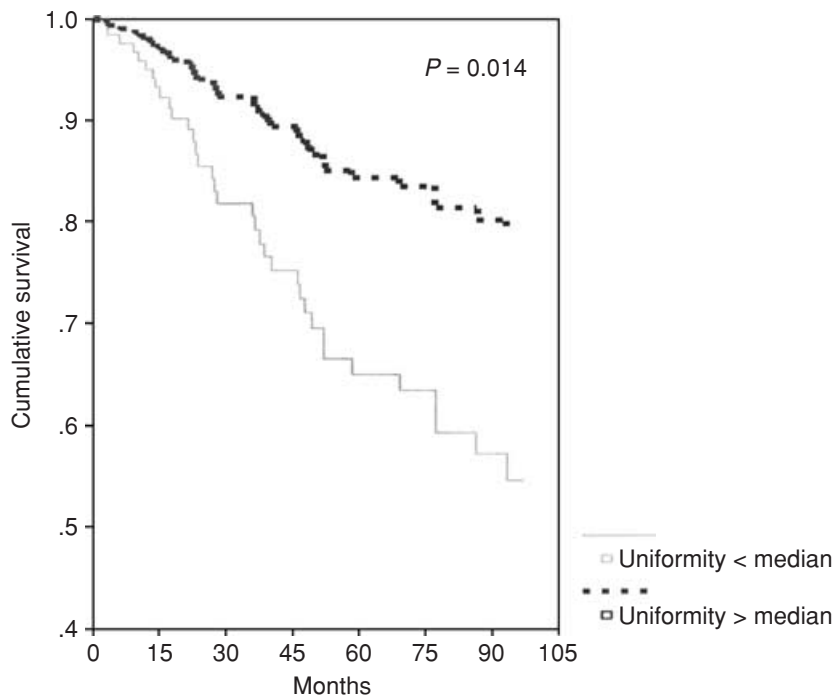 1.0
P = 0.014
.9
.8
.7
.6
.5
.4
Cumulative survival
0 15 30 45 60 75 90 105
Months
Uniformity < median
Uniformity > median